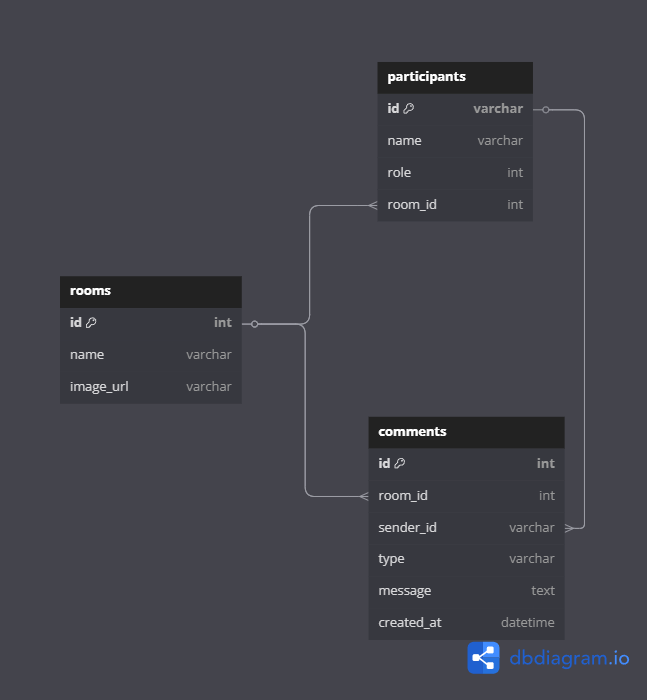 participants
id varchar
name varchar
role int
room_id int
rooms
id int
name varchar
image_url varchar
comments
id int
room_id int
sender_id varchar
type varchar
message text
created_at datetime
dbdiagram.io